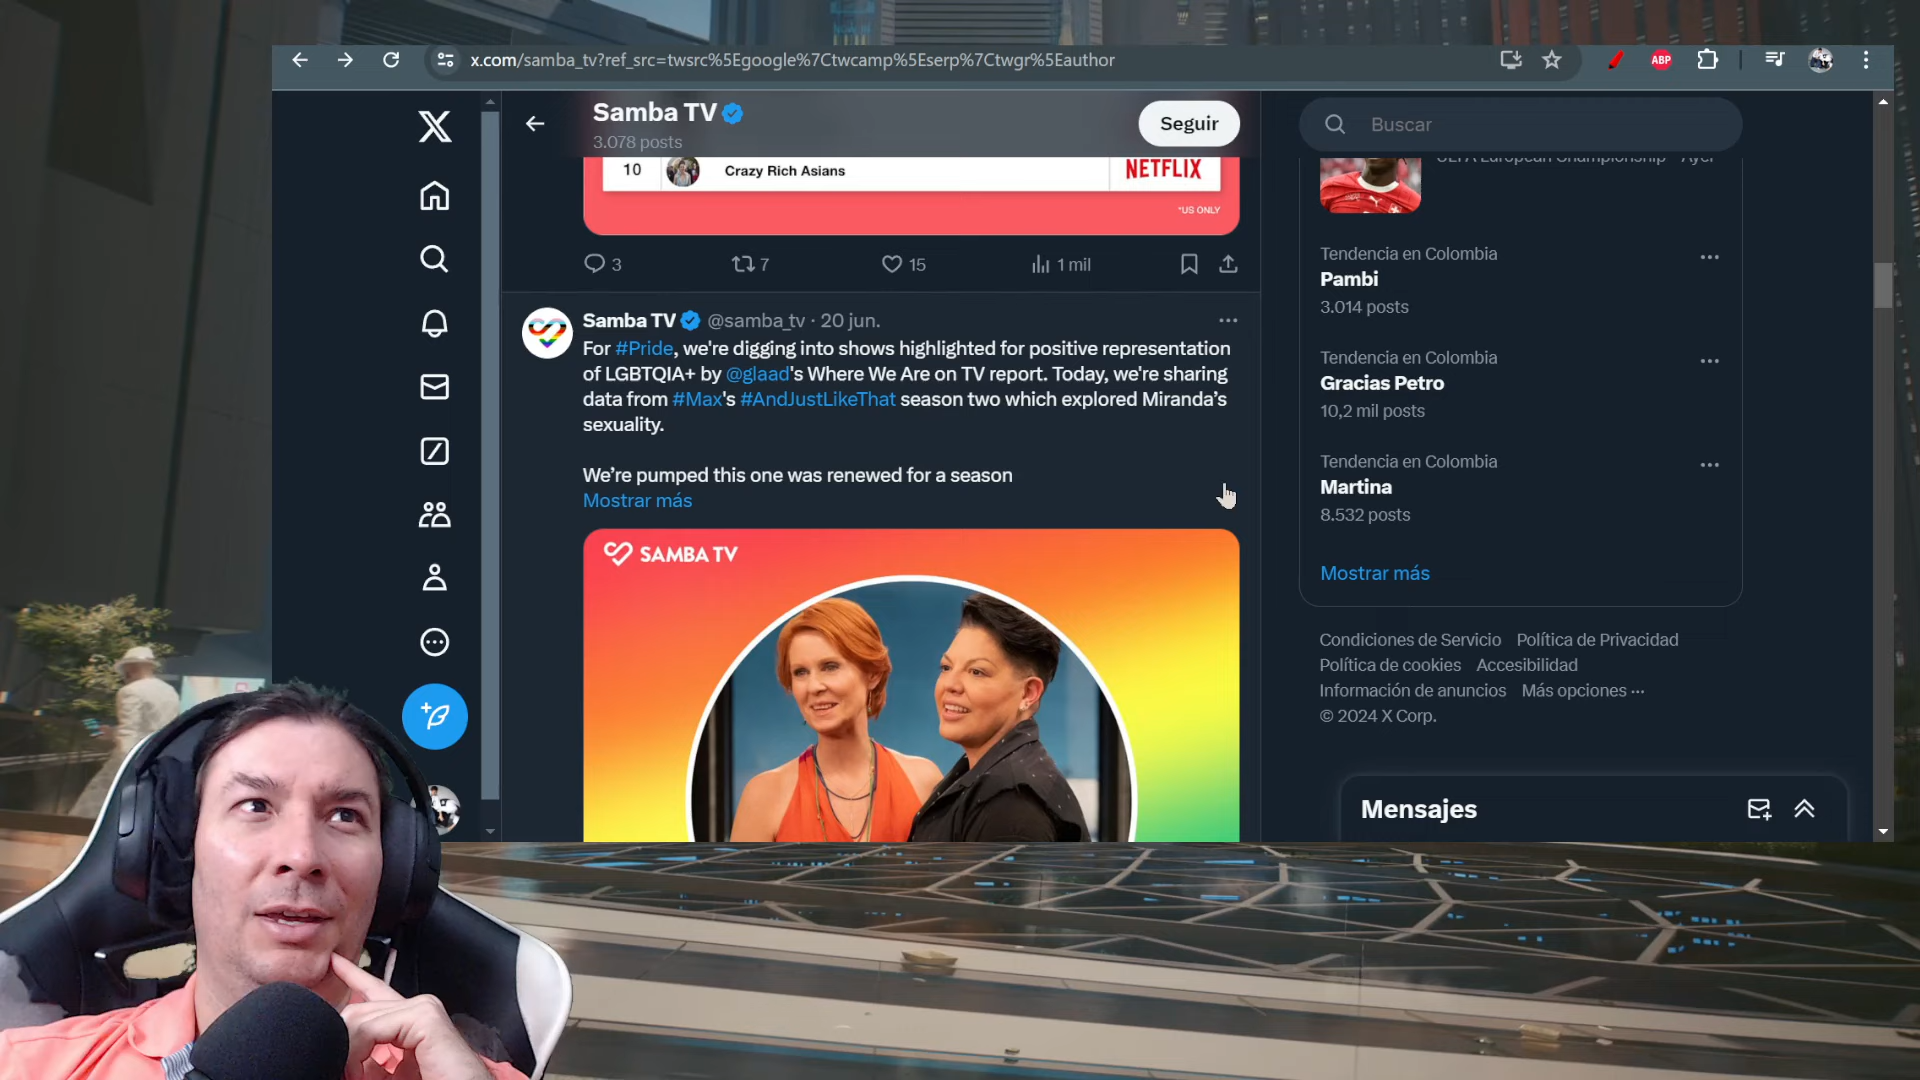 x.com/samba_tv?ref_src=twsrc%5Egoogle%7Ctwcamp%5Eserp%7Ctwgr%5Eauthor
ABP
Samba TV
3.078 posts
Seguir
Buscar
10
Crazy Rich Asians
NETFLIX
*US ONLY
3
7
15
1 mil
UEFA European Championship · Ayer
Tendencia en Colombia
Pambi
3.014 posts
Tendencia en Colombia
Gracias Petro
10,2 mil posts
Tendencia en Colombia
Martina
8.532 posts
Mostrar más
Samba TV @samba_tv · 20 jun.
For #Pride, we're digging into shows highlighted for positive representation
of LGBTQIA+ by @glaad's Where We Are on TV report. Today, we're sharing
data from #Max's #AndJustLikeThat season two which explored Miranda’s
sexuality.
We’re pumped this one was renewed for a season
Mostrar más
SAMBA TV
Condiciones de Servicio Política de Privacidad
Política de cookies Accesibilidad
Información de anuncios Más opciones ···
© 2024 X Corp.
Mensajes